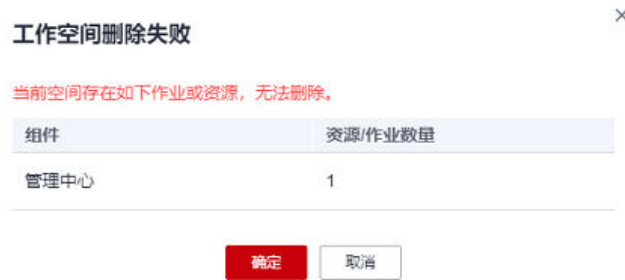 工作空间删除失败
当前空间存在如下作业或资源，无法删除。
组件 资源/作业数量
管理中心 1
确定 取消